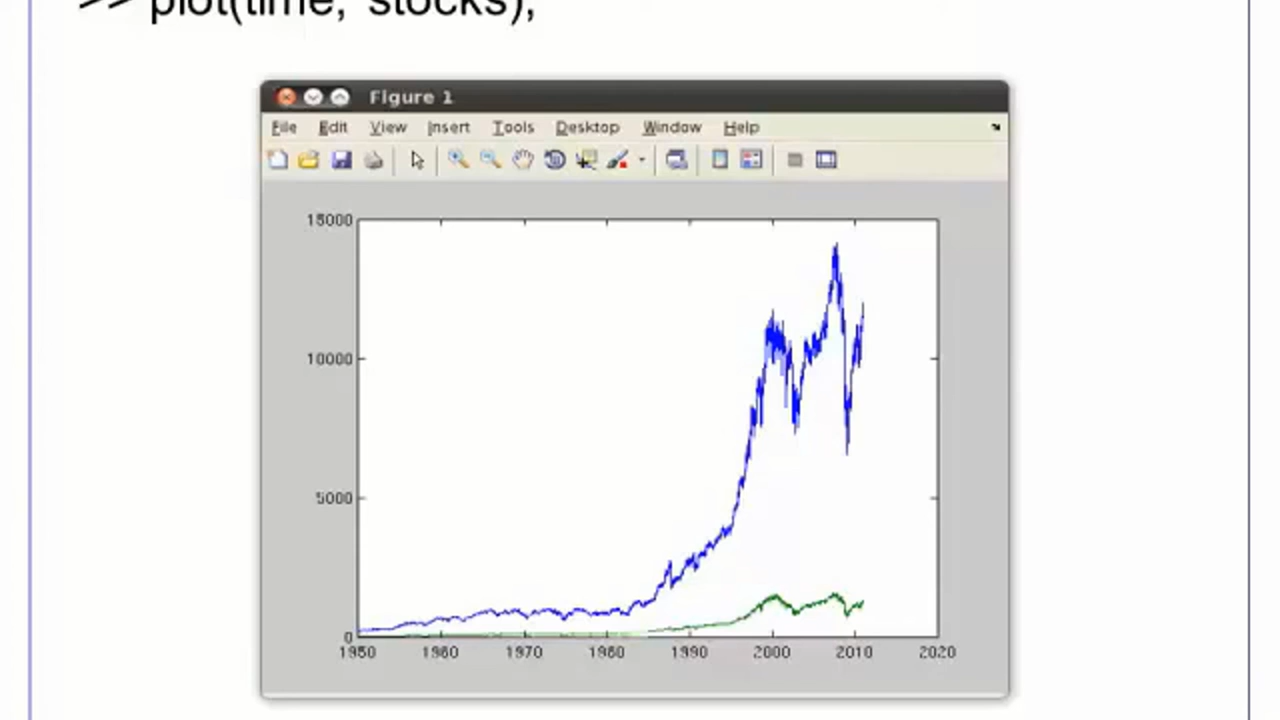 >> plot(time, stocks);
Figure 1
File Edit View Insert Tools Desktop Window Help
15000
10000
5000
0
1950 1960 1970 1980 1990 2000 2010 2020